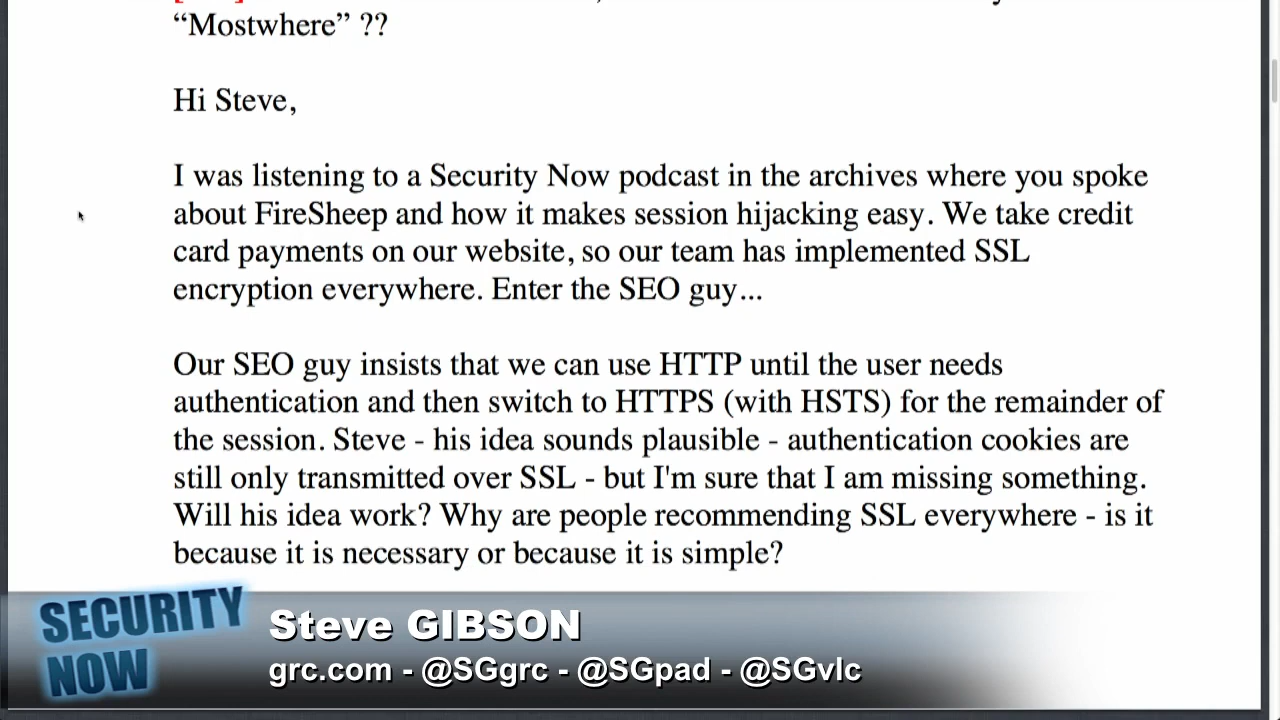 “Mostwhere” ??
Hi Steve,
I was listening to a Security Now podcast in the archives where you spoke
about FireSheep and how it makes session hijacking easy. We take credit
card payments on our website, so our team has implemented SSL
encryption everywhere. Enter the SEO guy...
Our SEO guy insists that we can use HTTP until the user needs
authentication and then switch to HTTPS (with HSTS) for the remainder of
the session. Steve - his idea sounds plausible - authentication cookies are
still only transmitted over SSL - but I'm sure that I am missing something.
Will his idea work? Why are people recommending SSL everywhere - is it
because it is necessary or because it is simple?
SECURITY
NOW
Steve GIBSON
grc.com - @SGgrc - @SGpad - @SGvlc